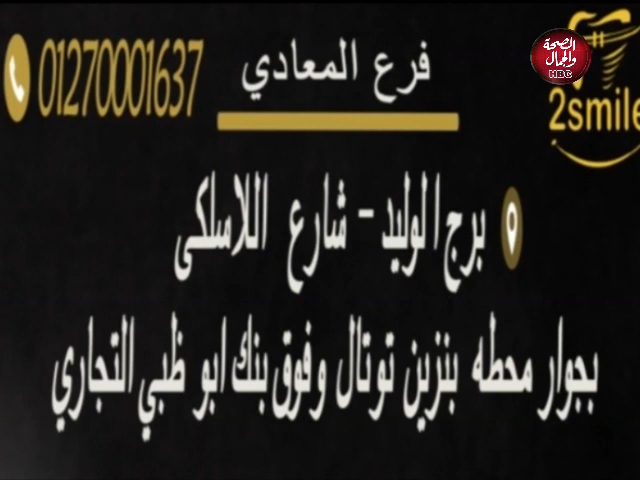 فرع المعادي
01270001637
الصحة
والجمال
HBG
2smile
برج الوليد - شارع اللاسلكى
بجوار محطه بنزين توتال وفوق بنك ابو ظبي التجاري